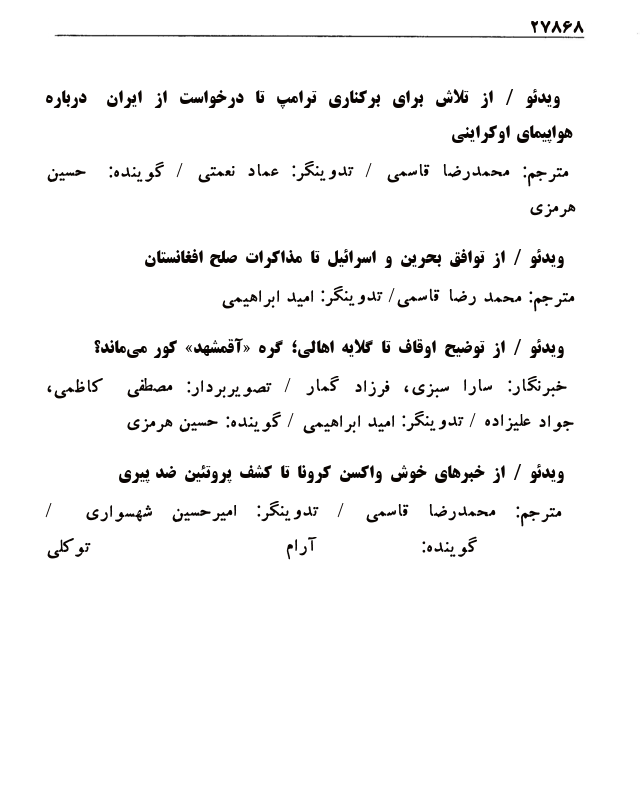 ۲۷۸۶۸
ویدئو / از تلاش برای برکناری ترامپ تا درخواست از ایران درباره
هواپیمای اوکراینی
مترجم: محمدرضا قاسمی / تدوینگر: عماد نعمتی / گوینده: حسین
هرمزی
ویدئو / از توافق بحرین و اسرائیل تا مذاکرات صلح افغانستان
مترجم: محمد رضا قاسمی/ تدوینگر: امید ابراهیمی
ویدئو / از توضیح اوقاف تا گلایه اهالی؛ گره «آقمشهد» کور می‌ماند؟
خبرنگار: سارا سبزی، فرزاد گمار / تصویربردار: مصطفی کاظمی،
جواد علیزاده / تدوینگر: امید ابراهیمی / گوینده: حسین هرمزی
ویدئو / از خبرهای خوش واکسن کرونا تا کشف پروتئین ضد پیری
مترجم: محمدرضا قاسمی / تدوینگر: امیرحسین شهسواری /
گوینده: آرام توکلی